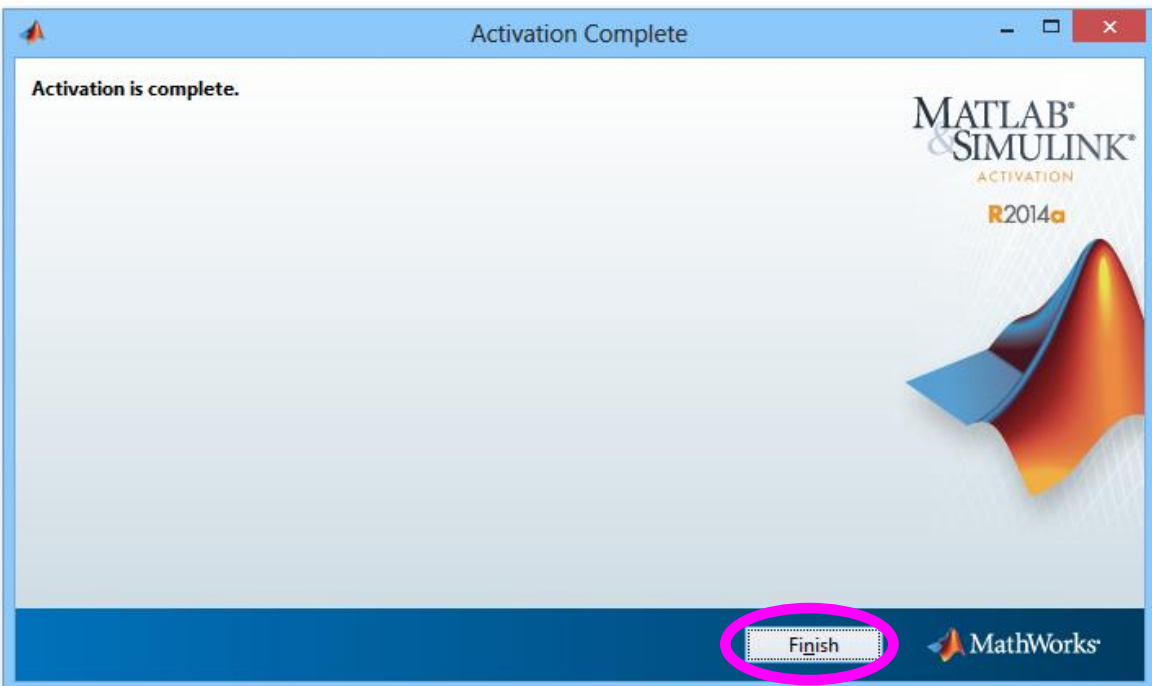 Activation Complete
Activation is complete.
MATLAB®
&SIMULINK®
ACTIVATION
R2014a
Finish
MathWorks®